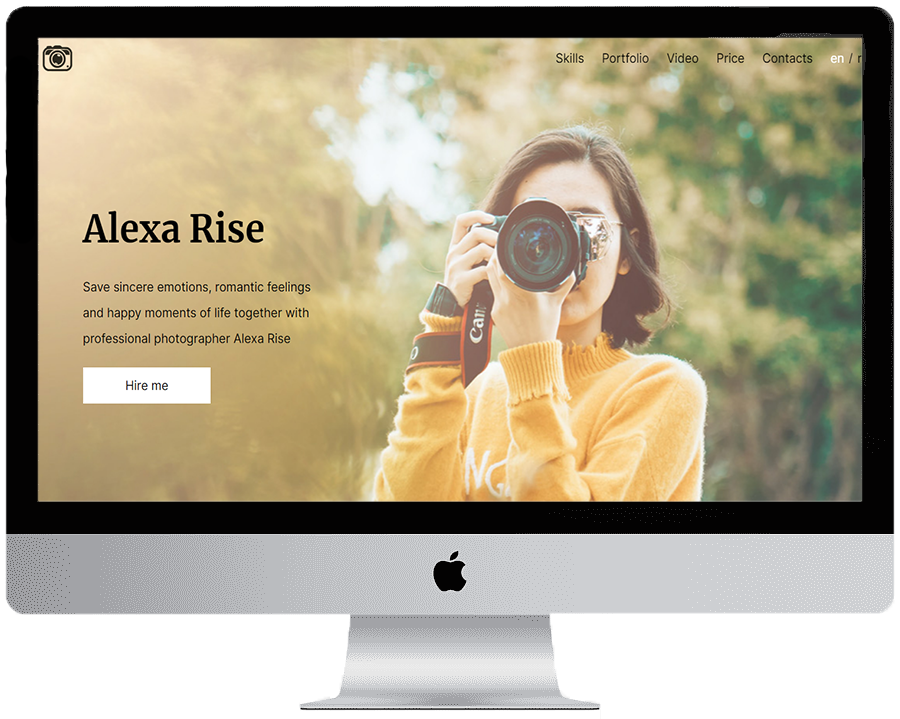 Skills Portfolio Video Price Contacts en /
Alexa Rise
Save sincere emotions, romantic feelings
and happy moments of life together with
professional photographer Alexa Rise
Hire me